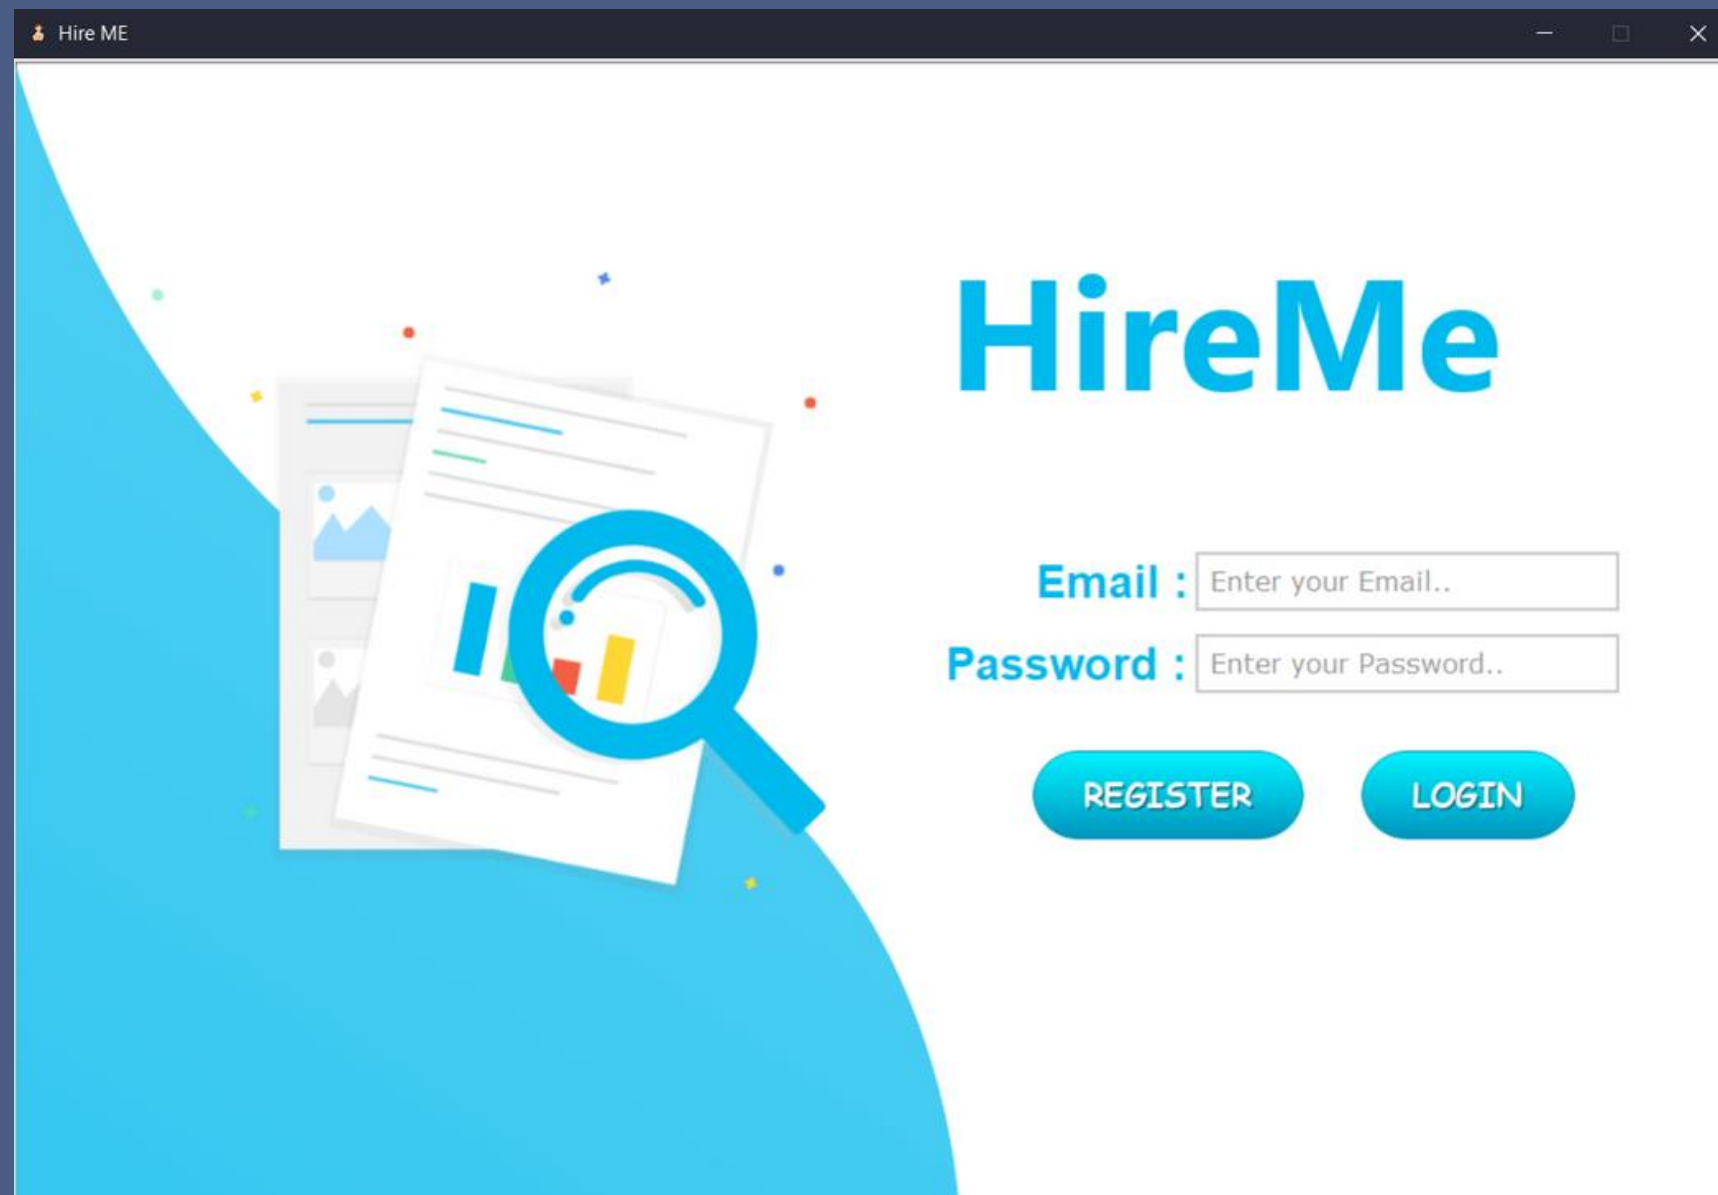 Hire ME
HireMe
Email : Enter your Email..
Password : Enter your Password..
REGISTER LOGIN